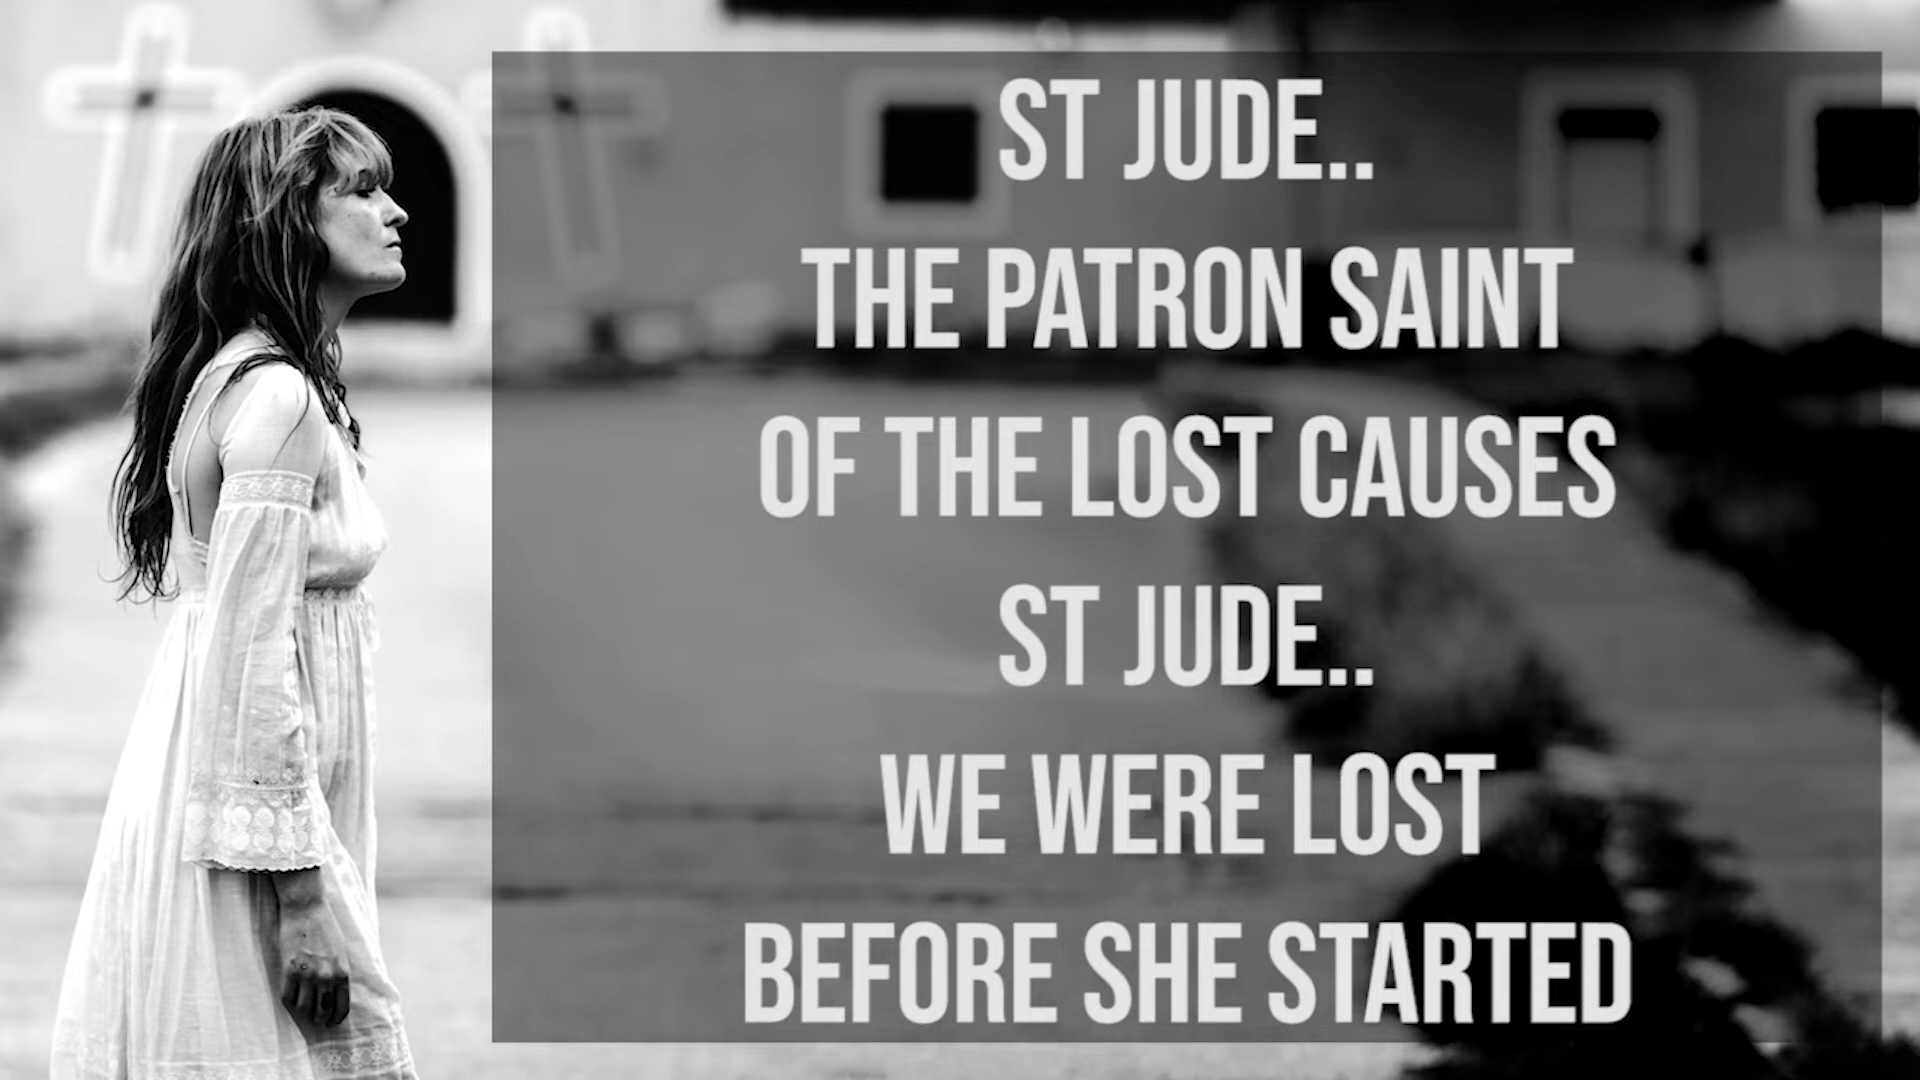 ST JUDE..
THE PATRON SAINT
OF THE LOST CAUSES
ST JUDE..
WE WERE LOST
BEFORE SHE STARTED